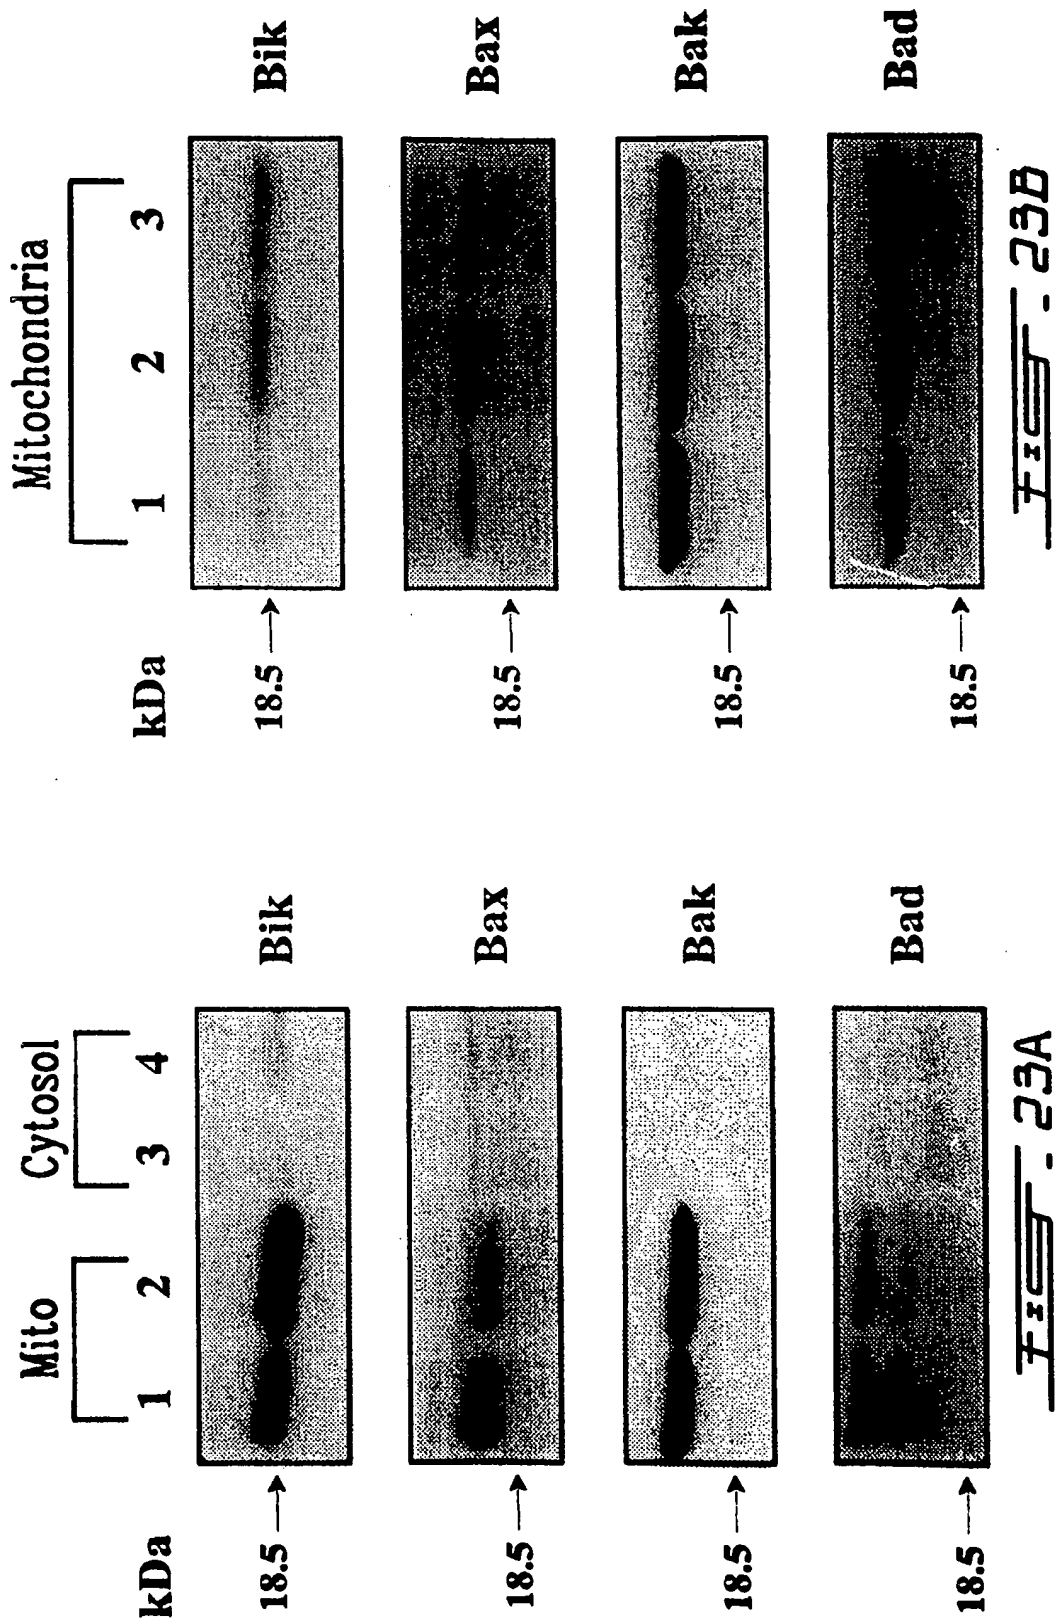 Mito Cytosol
kDa 1 2 3 4
18.5 Bik
18.5 Bax
18.5 Bak
18.5 Bad
Fig. 23A
Mitochondria
kDa 1 2 3
18.5 Bik
18.5 Bax
18.5 Bak
18.5 Bad
Fig. 23B